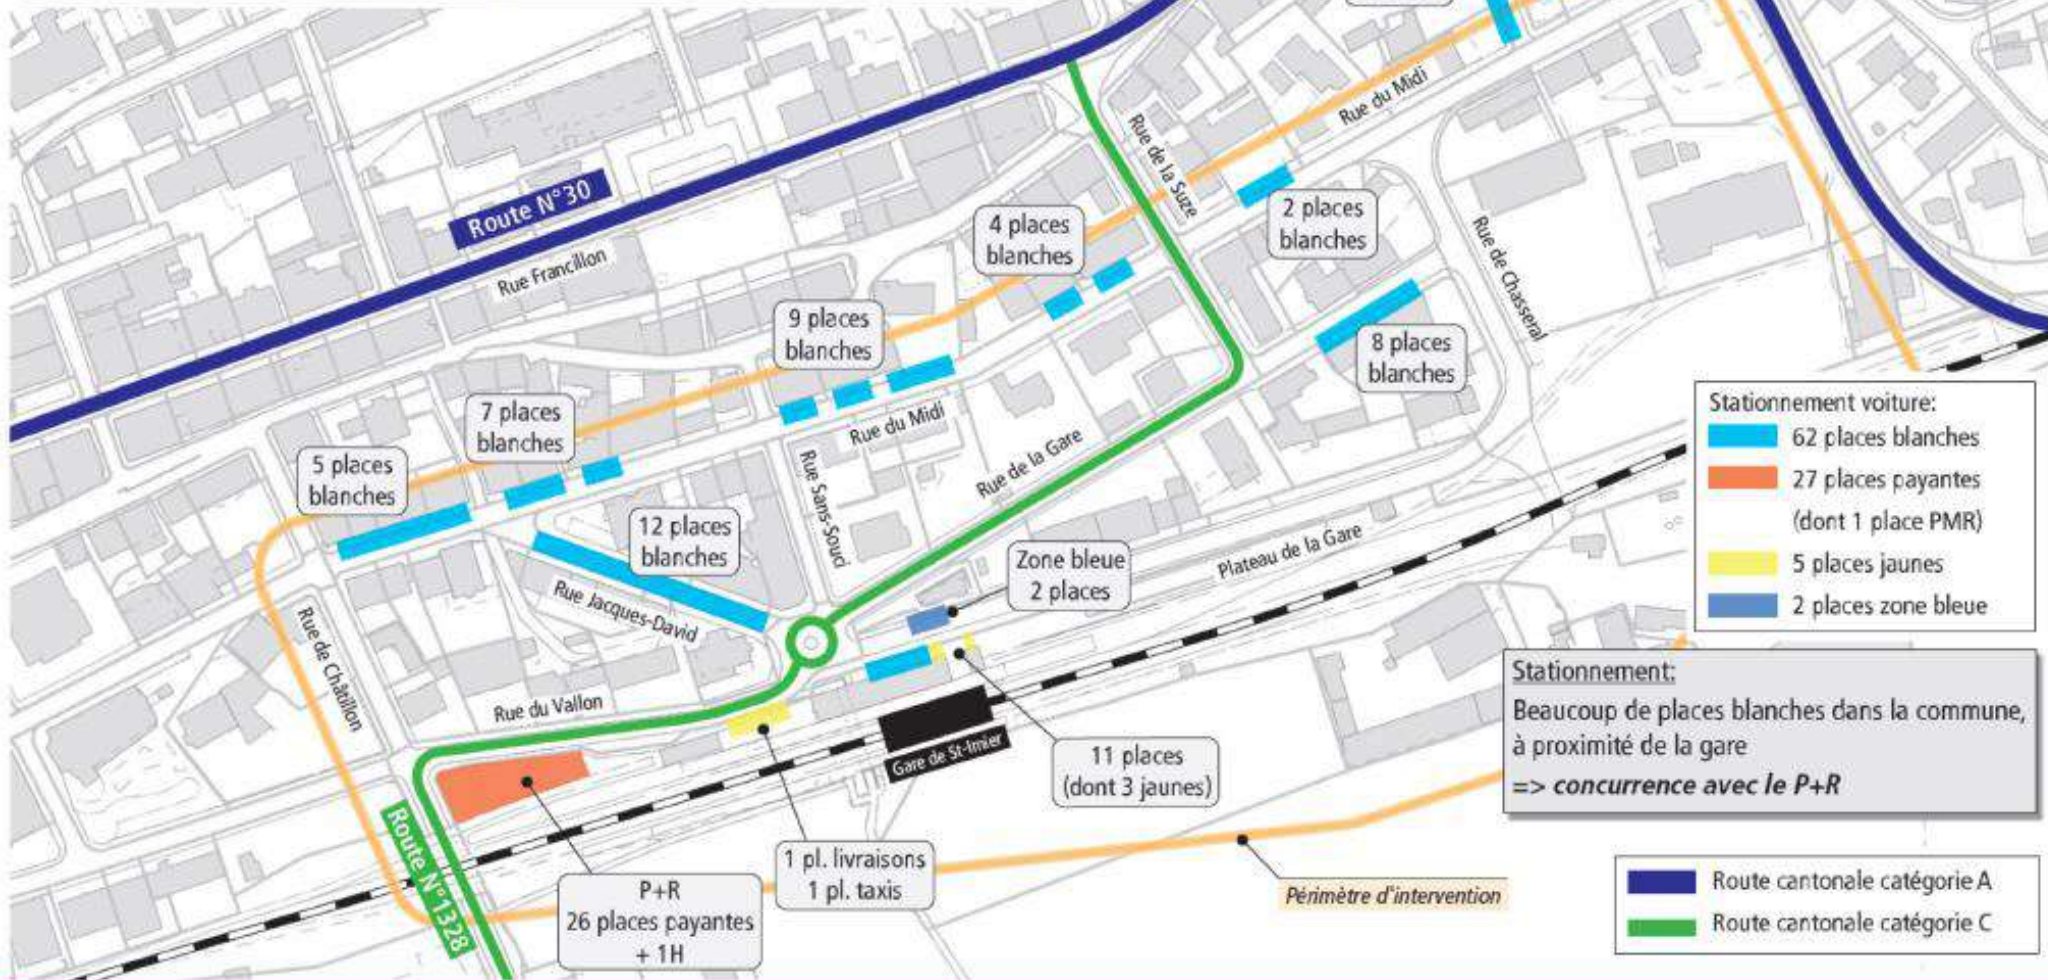 Rue du Midi
Rue de la Suze
Route N°30
Rue Francillon
4 places
blanches
2 places
blanches
Rue de Chasseral
9 places
blanches
8 places
blanches
7 places
blanches
Rue du Midi
5 places
blanches
Rue de la Gare
Rue Sans-Souci
12 places
blanches
Zone bleue
2 places
Plateau de la Gare
Rue Jacques-David
Rue de Châtillon
Rue du Vallon
Gare de St-Imier
11 places
(dont 3 jaunes)
Route N°1328
1 pl. livraisons
1 pl. taxis
P+R
26 places payantes
+ 1H
Périmètre d'intervention
Stationnement voiture:
62 places blanches
27 places payantes
(dont 1 place PMR)
5 places jaunes
2 places zone bleue
Stationnement:
Beaucoup de places blanches dans la commune,
à proximité de la gare
=> concurrence avec le P+R
Route cantonale catégorie A
Route cantonale catégorie C